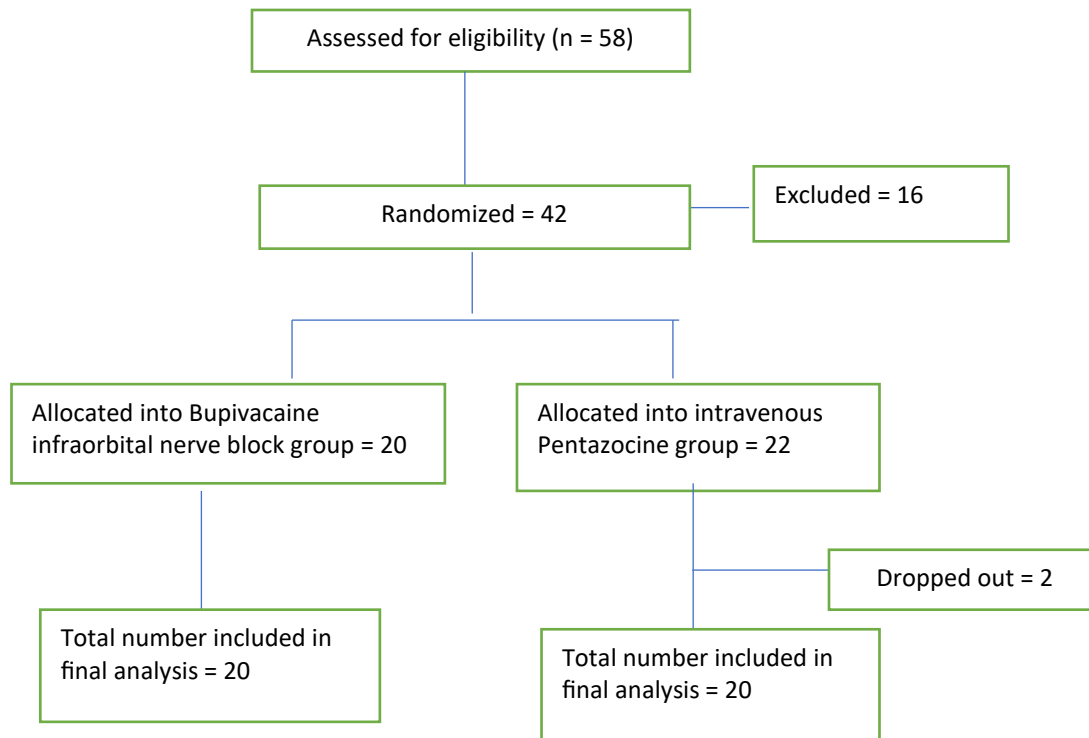 Assessed for eligibility (n = 58)
Excluded = 16
Randomized = 42
Allocated into Bupivacaine
infraorbital nerve block group = 20
Allocated into intravenous
Pentazocine group = 22
Dropped out = 2
Total number included in
final analysis = 20
Total number included in
final analysis = 20